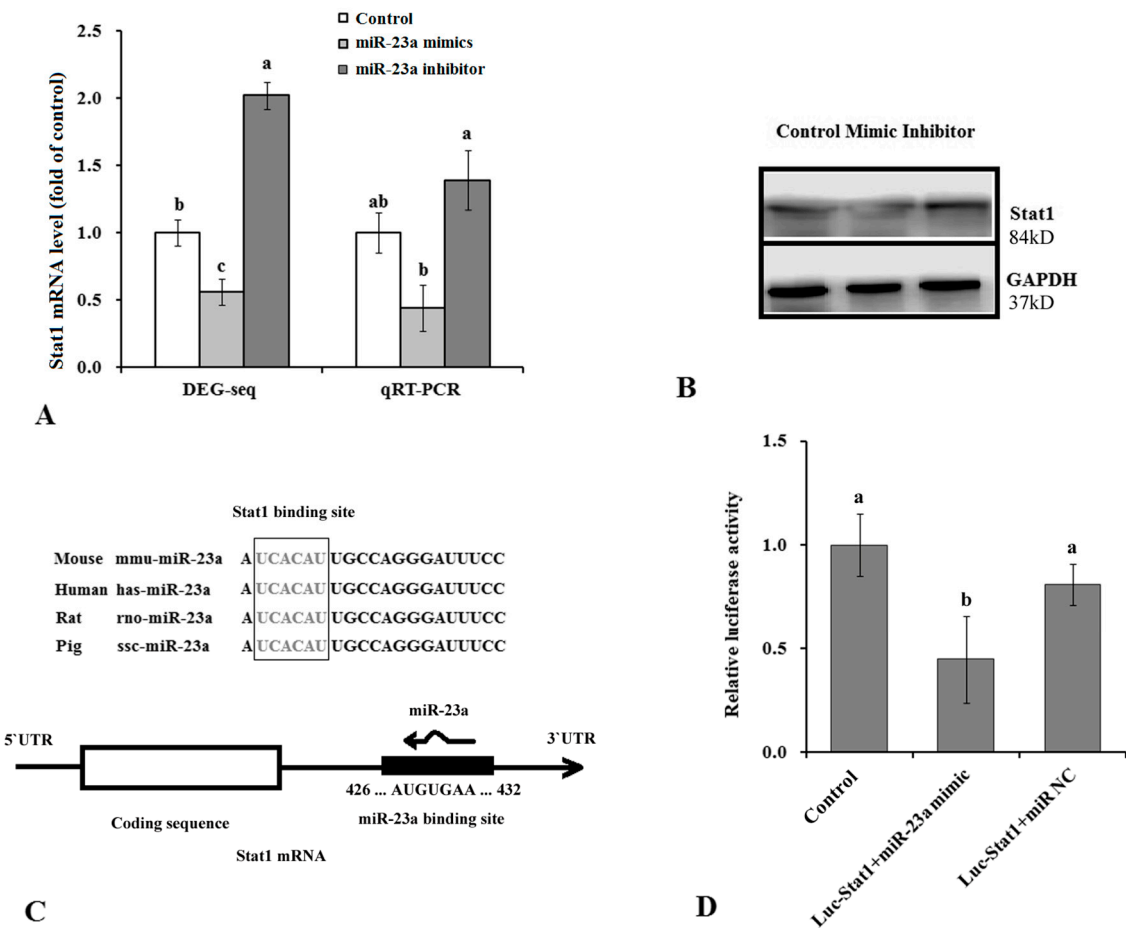 Control
miR-23a mimics
miR-23a inhibitor
Stat1 mRNA level (fold of control)
2.5
2.0
1.5
1.0
0.5
0.0
b
c
a
ab
b
a
DEG-seq qRT-PCR
A
Control Mimic Inhibitor
Stat1
84kD
GAPDH
37kD
B
Stat1 binding site
Mouse mmu-miR-23a A UCACAU UGCCAGGGAUUUCC
Human has-miR-23a A UCACAU UGCCAGGGAUUUCC
Rat rno-miR-23a A UCACAU UGCCAGGGAUUUCC
Pig ssc-miR-23a A UCACAU UGCCAGGGAUUUCC
miR-23a
5`UTR 3`UTR
426 ... AUGUGAA ... 432
Coding sequence miR-23a binding site
Stat1 mRNA
C
Relative luciferase activity
1.5
1.0
0.5
0.0
a
b
a
Control
Luc-Stat1+miR-23a mimic
Luc-Stat1+miR NC
D